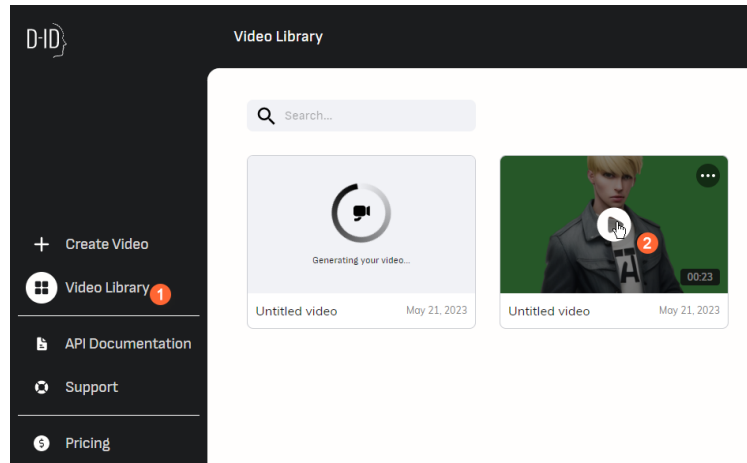 D-ID
Video Library
Search...
Create Video
Video Library
1
API Documentation
Support
Pricing
Generating your video...
Untitled video
May 21, 2023
A
2
00:23
Untitled video
May 21, 2023